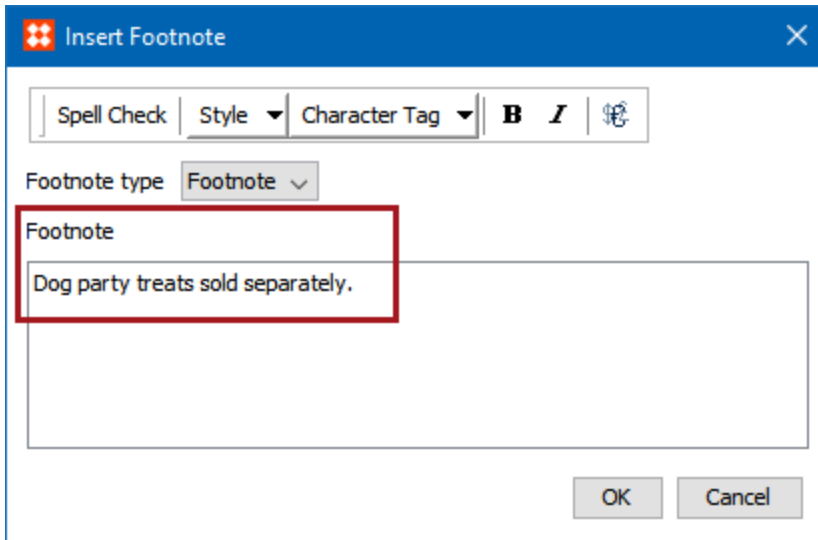 Insert Footnote
Spell Check Style Character Tag B I
Footnote type Footnote
Footnote
Dog party treats sold separately.
OK Cancel